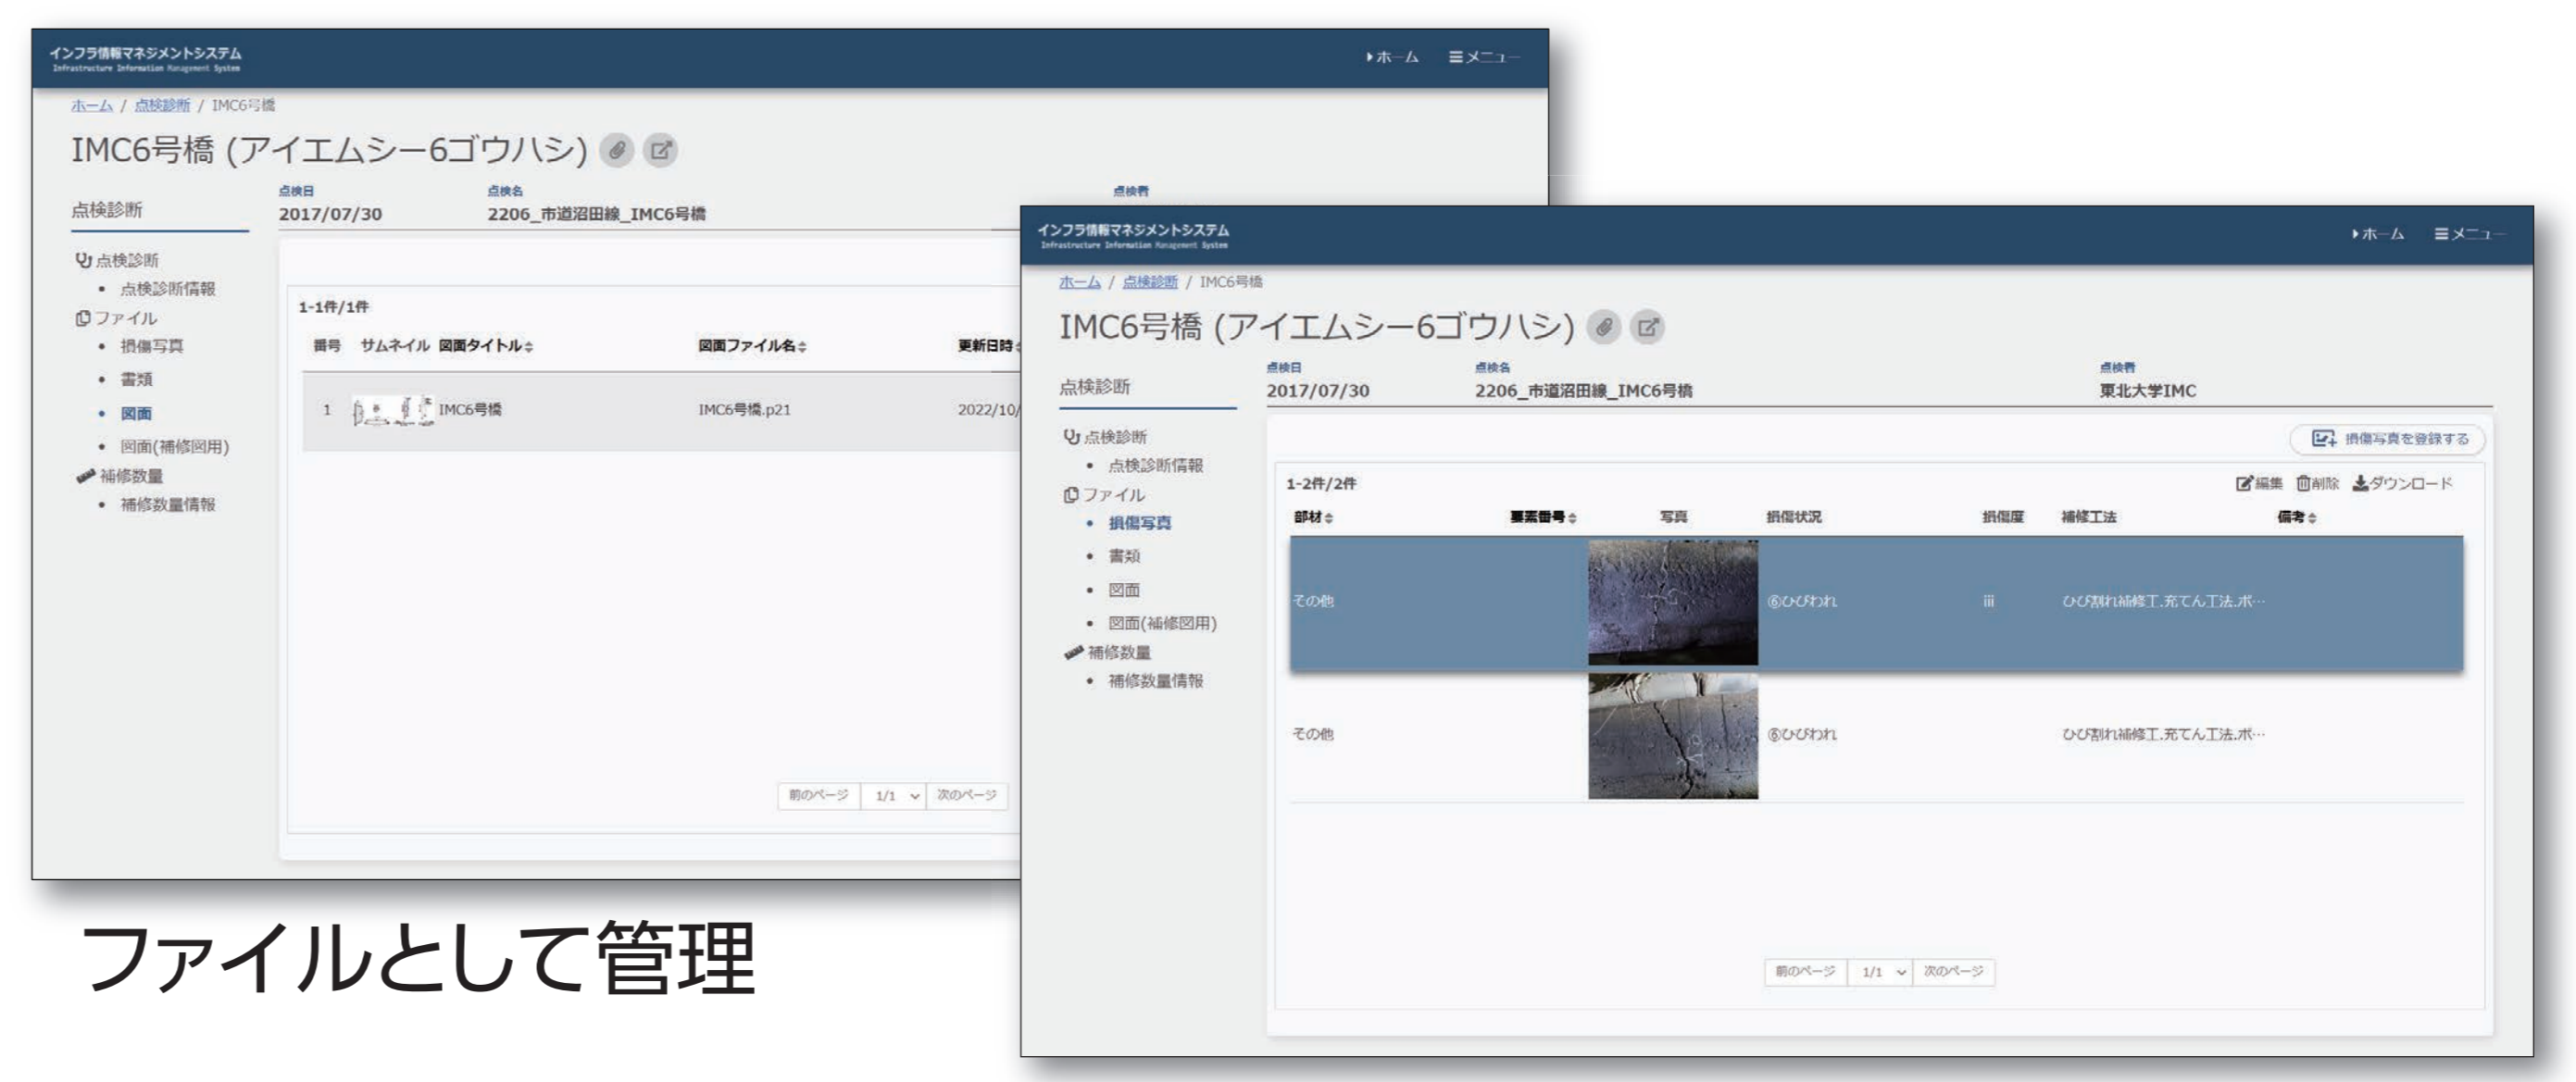 インフラ情報マネジメントシステム
Infrastructure Information Management System
ホーム メニュー
ホーム / 点検診断 / IMC6号橋
IMC6号橋 (アイエムシー6ゴウハシ)
点検診断
点検日 点検名 点検者
2017/07/30 2206_市道沼田線_IMC6号橋
点検診断
• 点検診断情報
ファイル
• 損傷写真
• 書類
• 図面
• 図面(補修図用)
補修数量
• 補修数量情報
1-1件/1件
番号 サムネイル 図面タイトル 図面ファイル名 更新日時
1 IMC6号橋 IMC6号橋.p21 2022/10/
前のページ 1/1 次のページ
インフラ情報マネジメントシステム
Infrastructure Information Management System
ホーム メニュー
ホーム / 点検診断 / IMC6号橋
IMC6号橋 (アイエムシー6ゴウハシ)
点検診断
点検日 点検名 点検者
2017/07/30 2206_市道沼田線_IMC6号橋 東北大学IMC
点検診断
• 点検診断情報
ファイル
• 損傷写真
• 書類
• 図面
• 図面(補修図用)
補修数量
• 補修数量情報
損傷写真を登録する
1-2件/2件 編集 削除 ダウンロード
部材 要素番号 写真 損傷状況 損傷度 補修工法 備考
その他 ⑥ひびわれ iii ひび割れ補修工.充てん工法.ポ…
その他 ⑥ひびわれ ひび割れ補修工.充てん工法.ポ…
前のページ 1/1 次のページ
ファイルとして管理